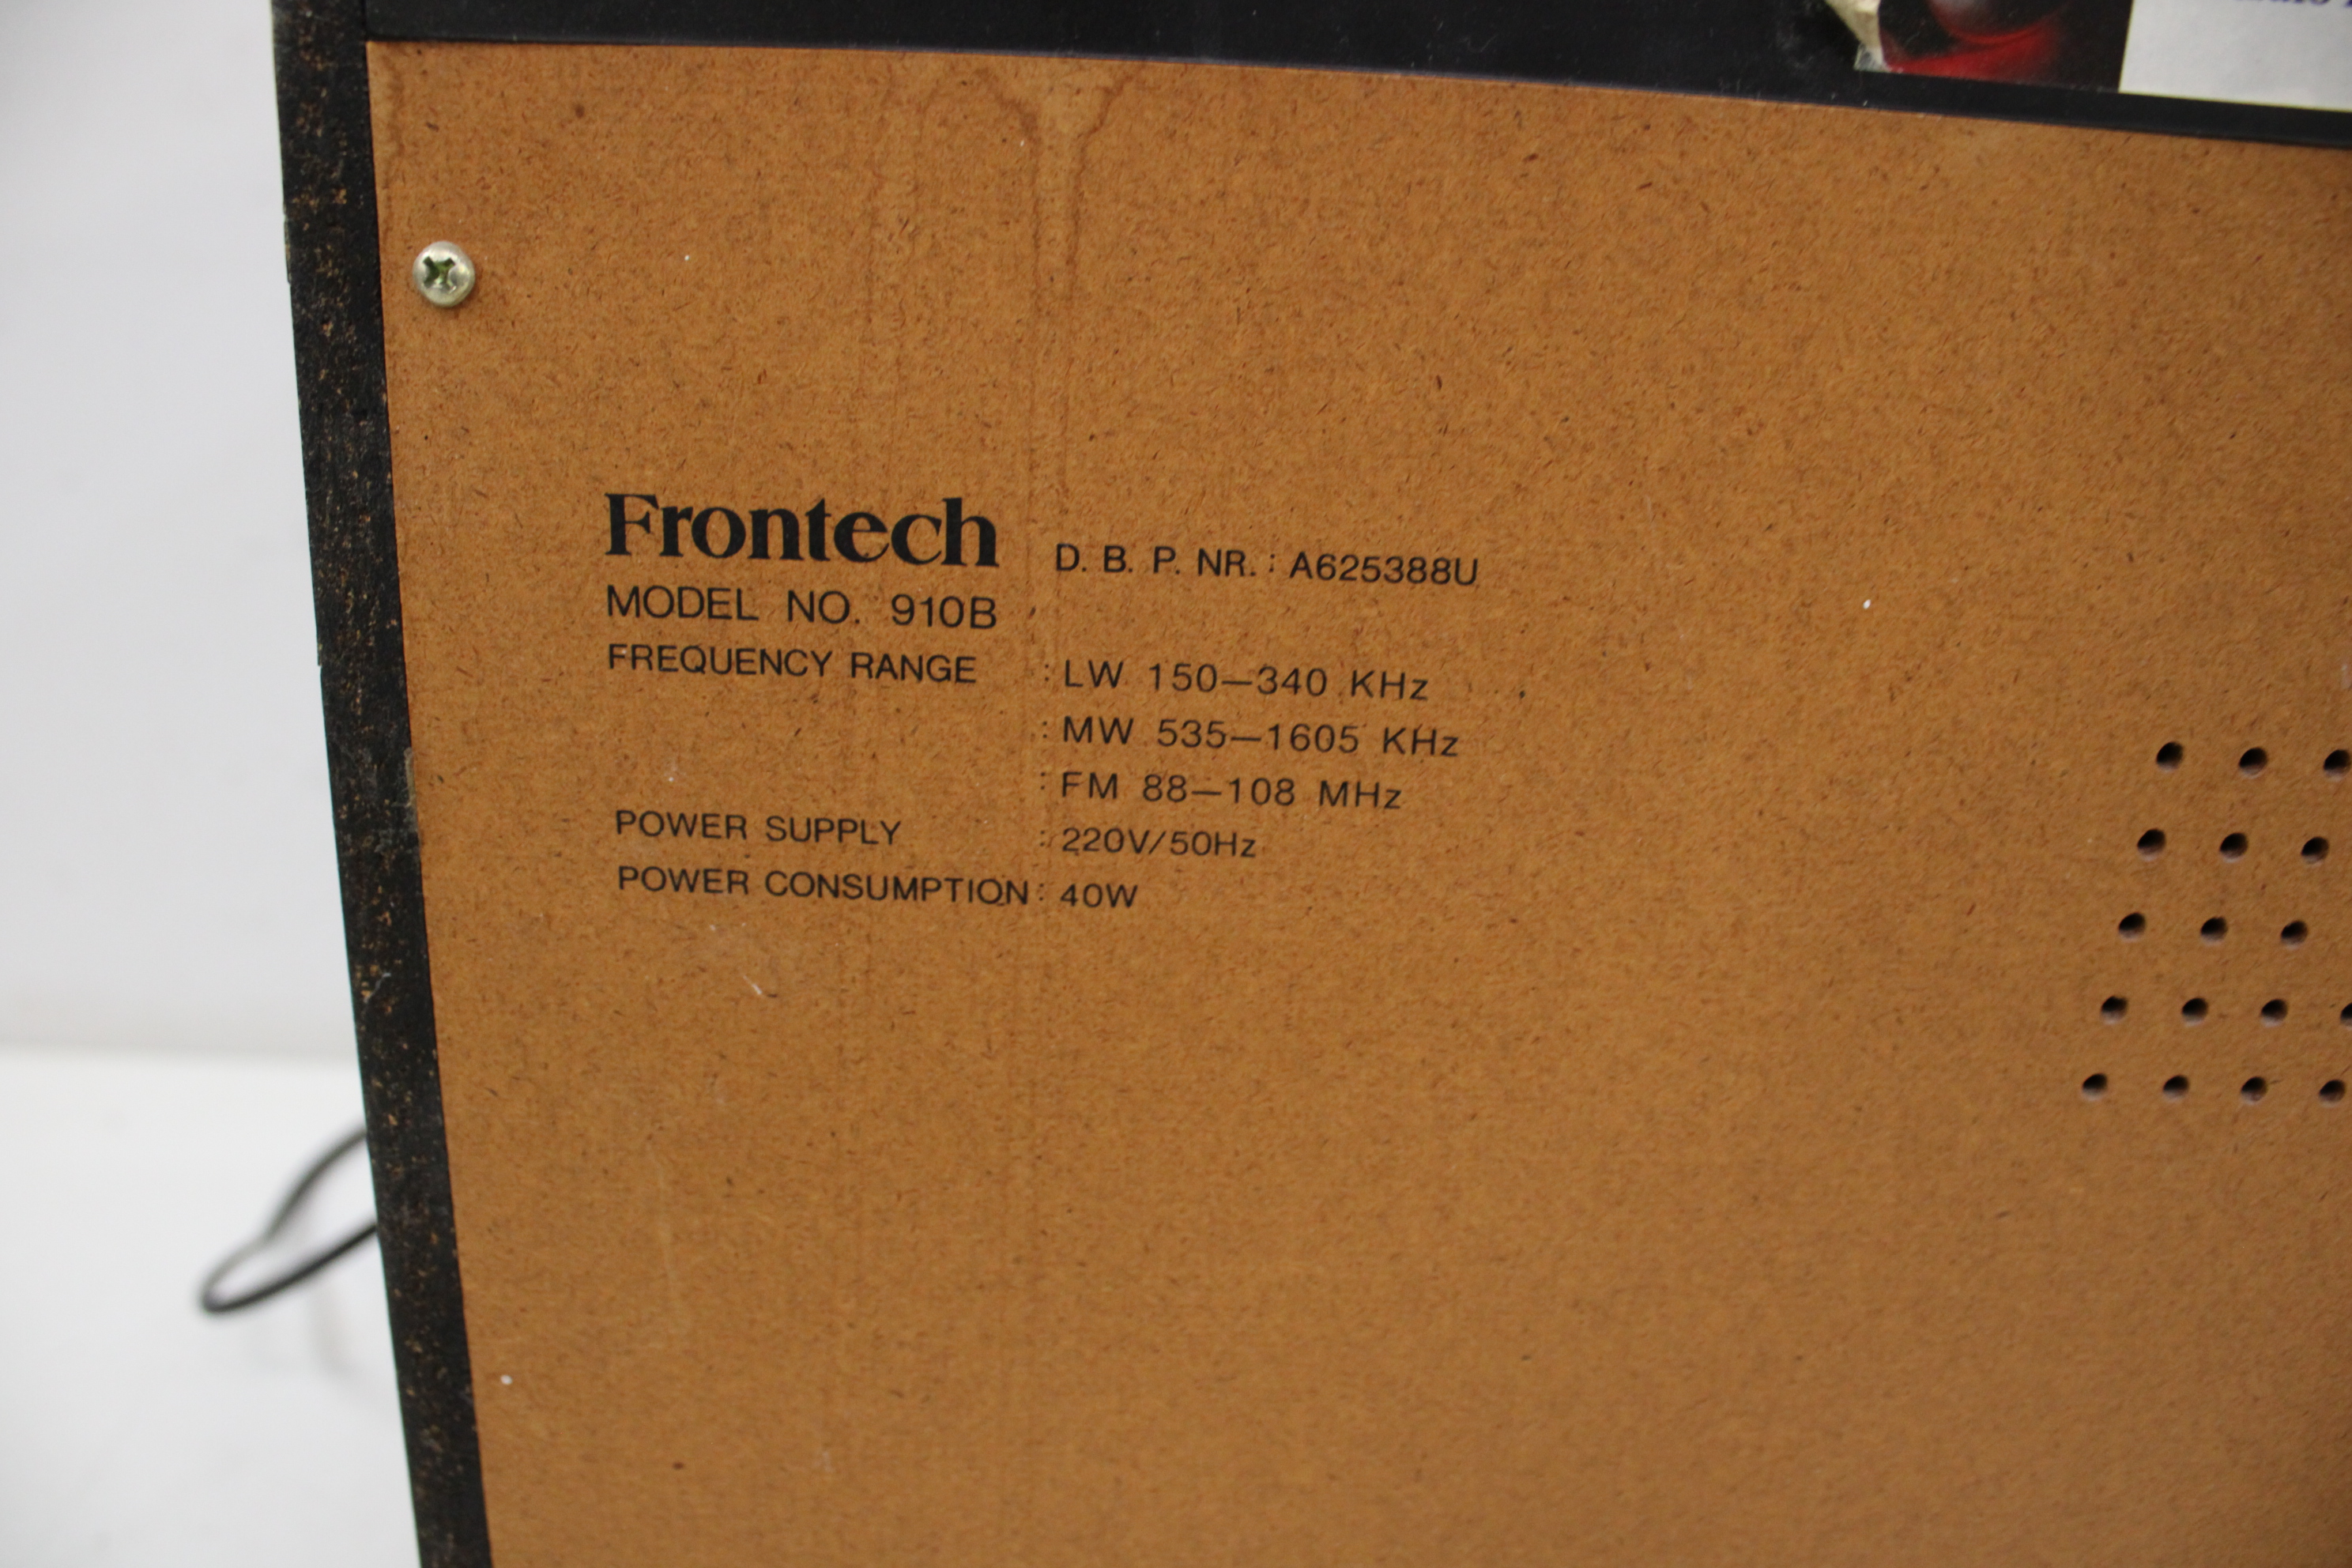 Frontech D. B. P. NR. : A625388U
MODEL NO. 910B
FREQUENCY RANGE : LW 150—340 KHz
: MW 535—1605 KHz
: FM 88—108 MHz
POWER SUPPLY : 220V/50Hz
POWER CONSUMPTION : 40W